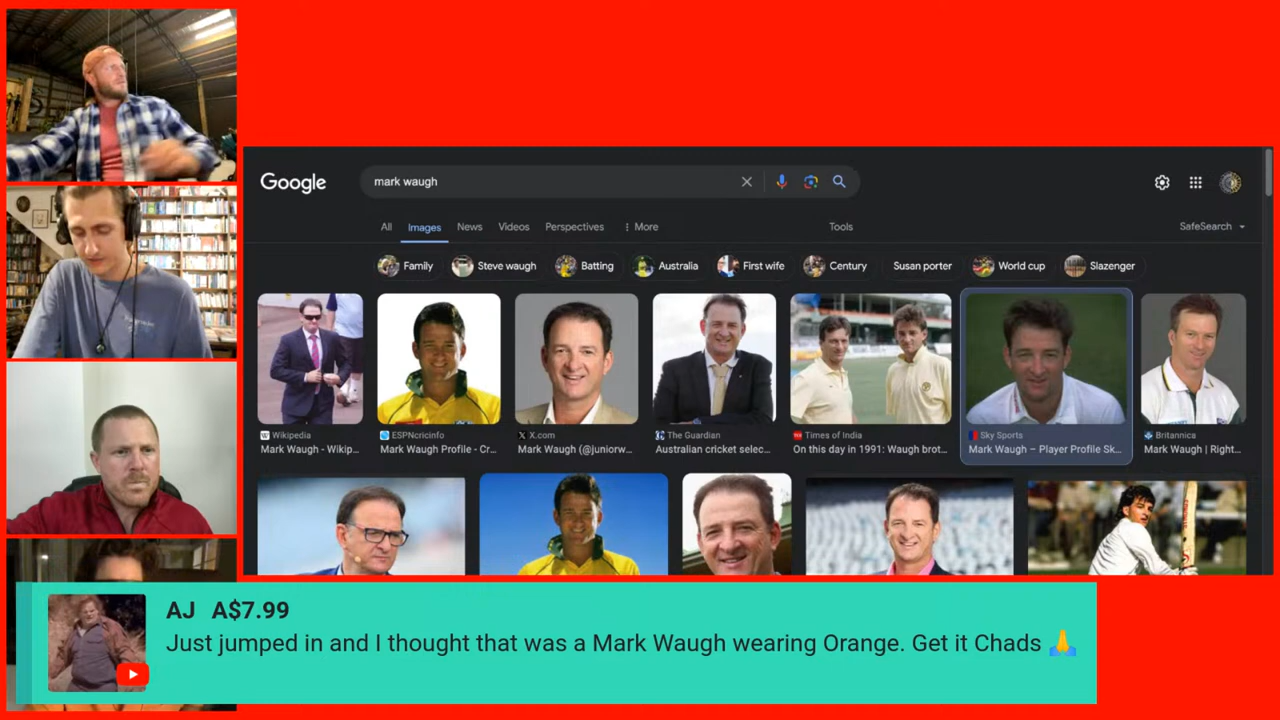 Google
mark waugh
All Images News Videos Perspectives More Tools SafeSearch
Family Steve waugh Batting Australia First wife Century Susan porter World cup Slazenger
Wikipedia
Mark Waugh - Wikip...
ESPNcricinfo
Mark Waugh Profile - Cr...
X.com
Mark Waugh (@juniorw...
The Guardian
Australian cricket selec...
Times of India
On this day in 1991: Waugh brot...
Sky Sports
Mark Waugh – Player Profile Sk...
Britannica
Mark Waugh | Right...
AJ A$7.99
Just jumped in and I thought that was a Mark Waugh wearing Orange. Get it Chads 🙏